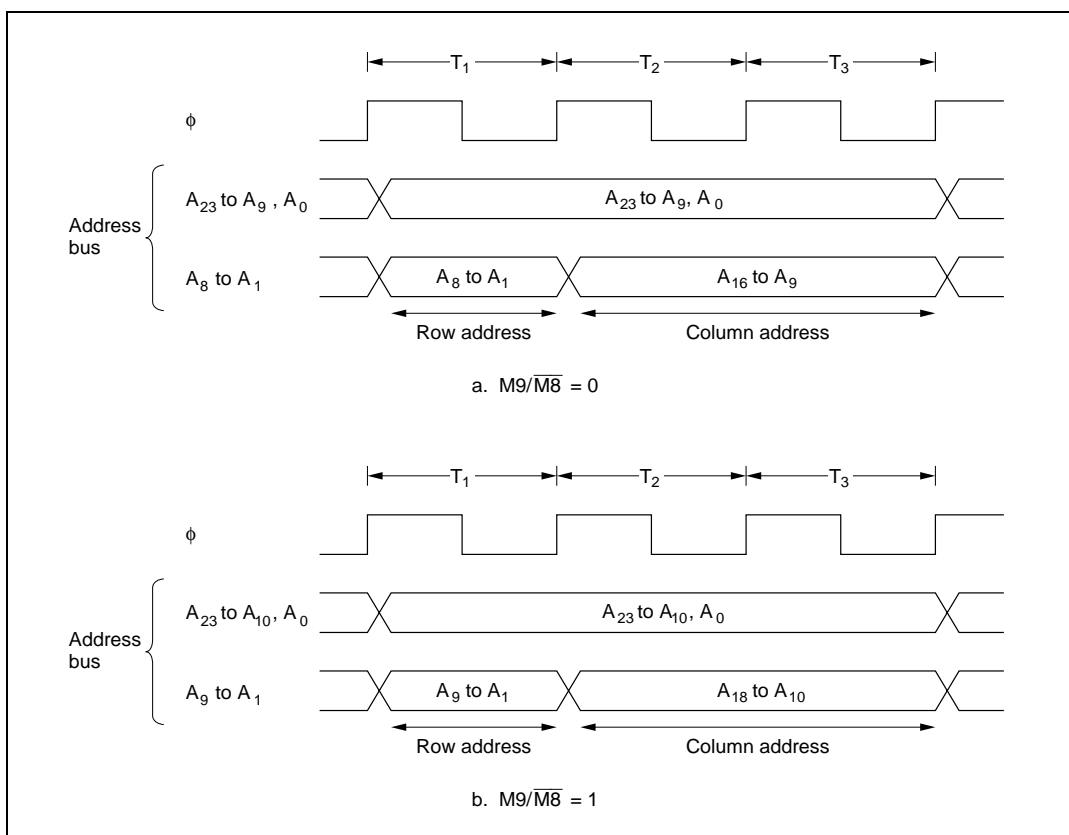 T1 T2 T3
φ
Address bus
A23 to A9 , A0
A23 to A9, A0
A8 to A1
A8 to A1
A16 to A9
Row address
Column address
a. M9/M̅8̅ = 0
T1 T2 T3
φ
Address bus
A23 to A10, A0
A23 to A10, A0
A9 to A1
A9 to A1
A18 to A10
Row address
Column address
b. M9/M̅8̅ = 1